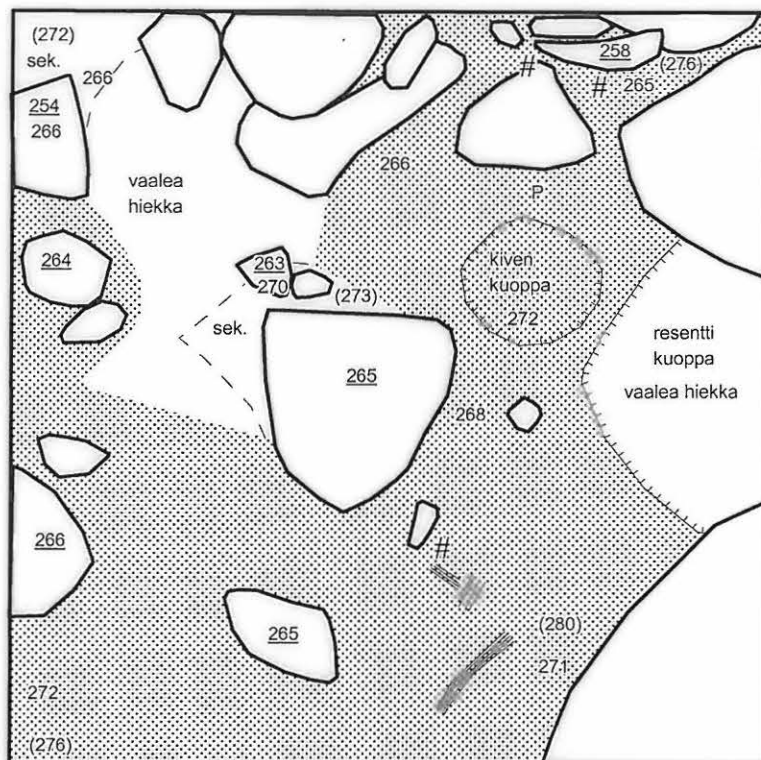 (272)
sek.
266
254
266
258
(276)
#
#
265
266
vaalea
hiekka
P
264
263
270
(273)
kiven
kuoppa
272
sek.
265
resentti
kuoppa
vaalea hiekka
268
266
#
265
(280)
271
272
(276)